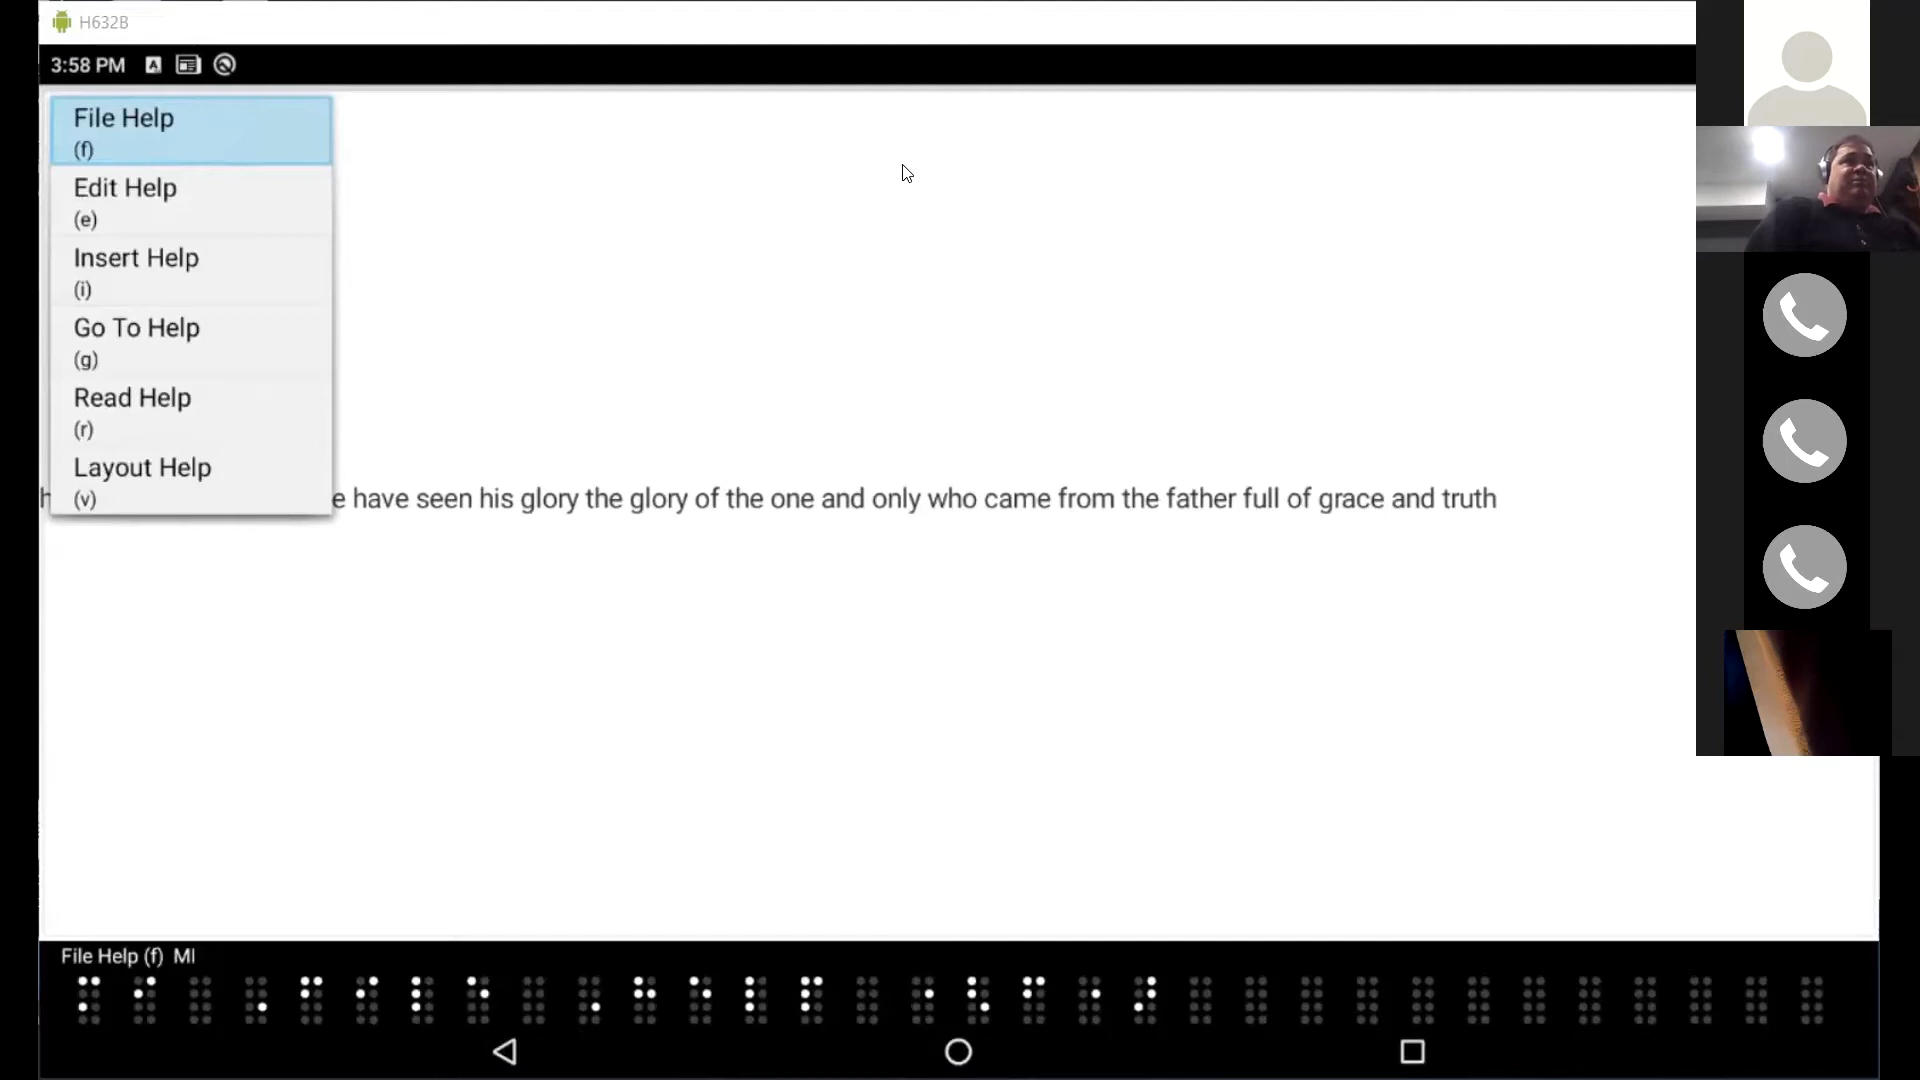 H632B
3:58 PM
File Help
(f)
Edit Help
(e)
Insert Help
(i)
Go To Help
(g)
Read Help
(r)
Layout Help
(v)
e have seen his glory the glory of the one and only who came from the father full of grace and truth
File Help (f) MI
⠍⠊⠀⠠⠋⠊⠇⠑⠀⠠⠓⠑⠇⠏⠀⠐⠣⠋⠐⠜